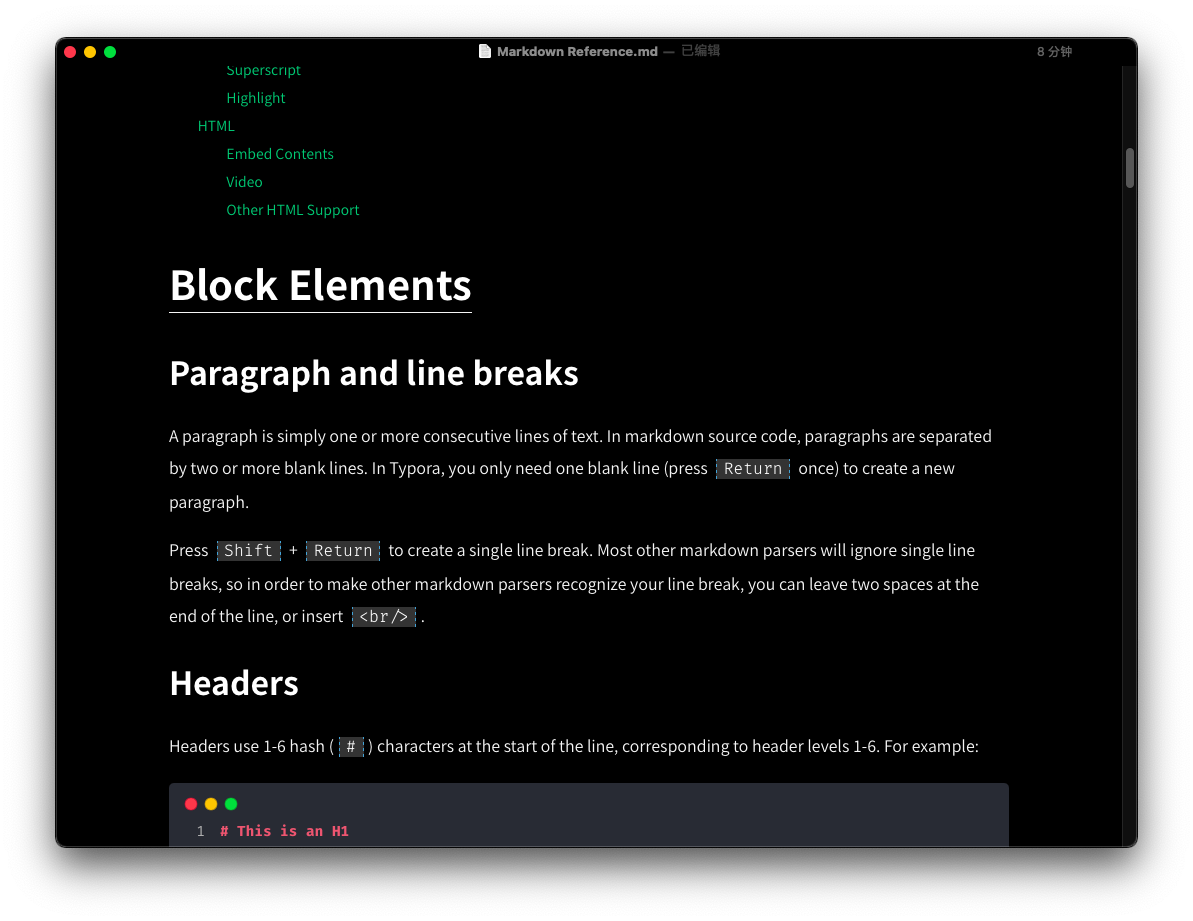 Markdown Reference.md — 已编辑
8 分钟
Superscript
Highlight
HTML
Embed Contents
Video
Other HTML Support
Block Elements
Paragraph and line breaks
A paragraph is simply one or more consecutive lines of text. In markdown source code, paragraphs are separated
by two or more blank lines. In Typora, you only need one blank line (press Return once) to create a new
paragraph.
Press Shift + Return to create a single line break. Most other markdown parsers will ignore single line
breaks, so in order to make other markdown parsers recognize your line break, you can leave two spaces at the
end of the line, or insert <br/> .
Headers
Headers use 1-6 hash ( # ) characters at the start of the line, corresponding to header levels 1-6. For example:
1 # This is an H1